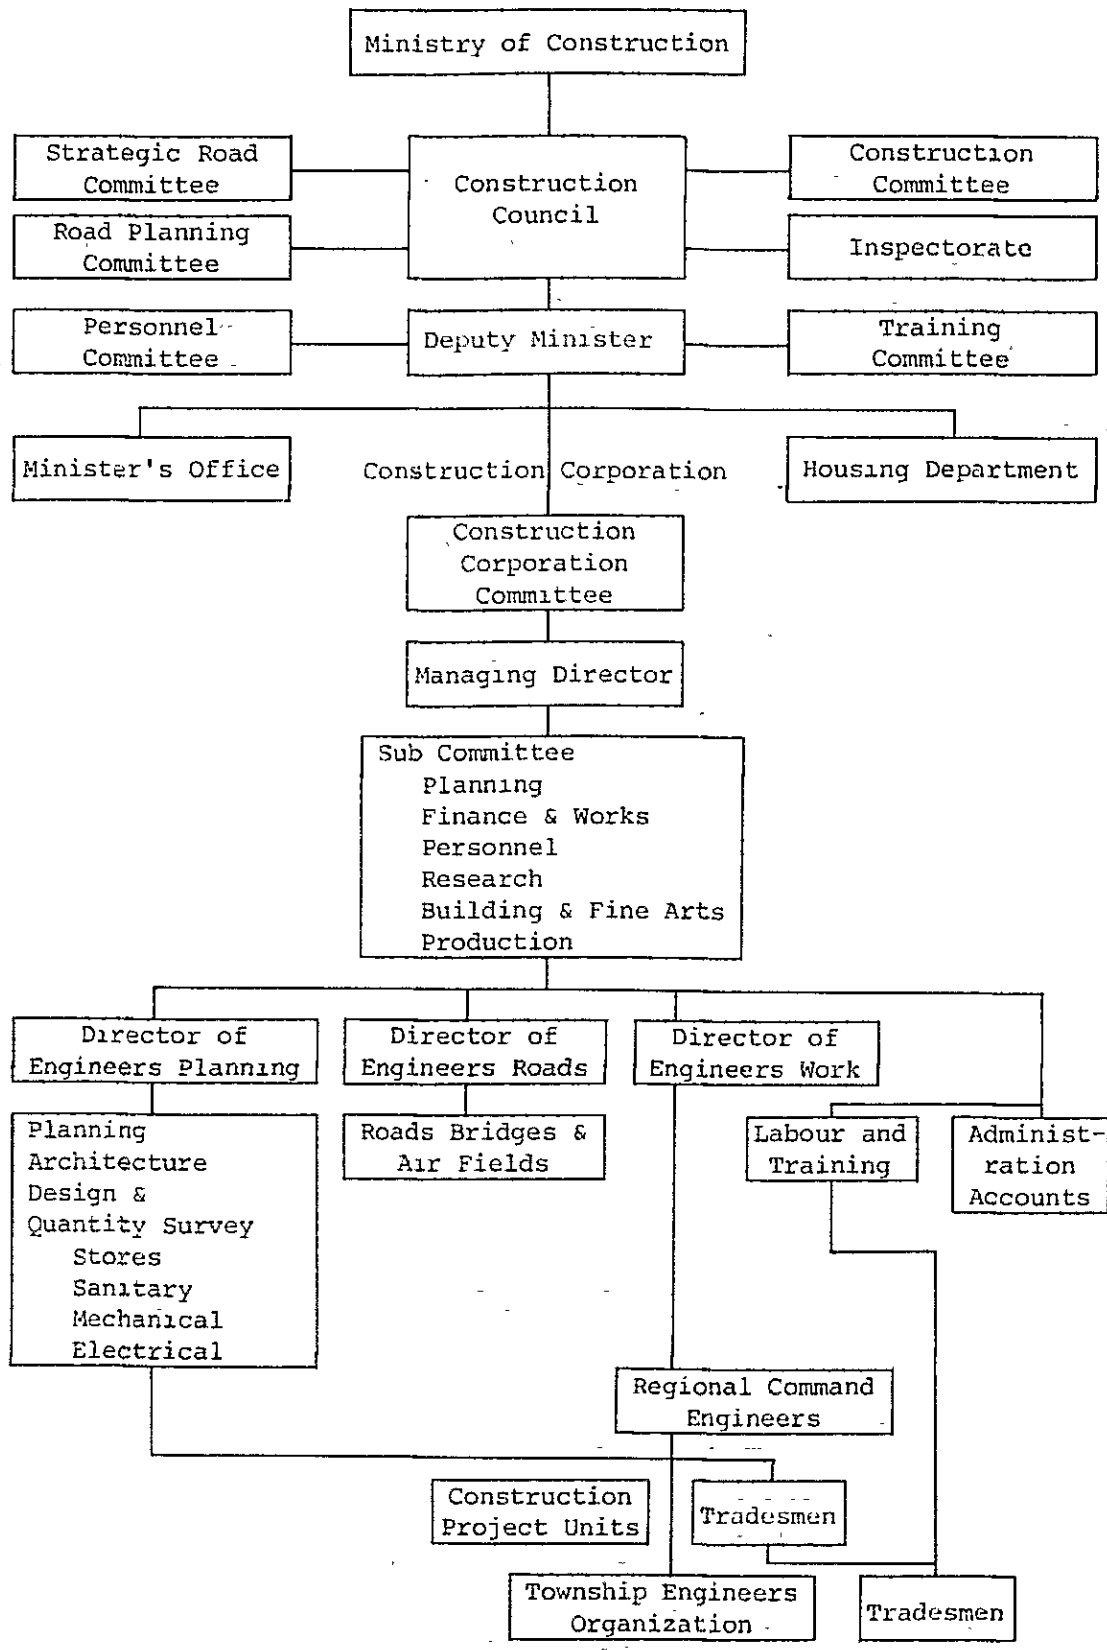 Ministry of Construction
Strategic Road
Committee
Construction
Council
Construction
Committee
Road Planning
Committee
Inspectorate
Personnel
Committee
Deputy Minister
Training
Committee
Minister's Office
Construction Corporation
Housing Department
Construction
Corporation
Committee
Managing Director
Sub Committee
Planning
Finance & Works
Personnel
Research
Building & Fine Arts
Production
Director of
Engineers Planning
Director of
Engineers Roads
Director of
Engineers Work
Planning
Architecture
Design &
Quantity Survey
Stores
Sanitary
Mechanical
Electrical
Roads Bridges &
Air Fields
Labour and
Training
Administ-
ration
Accounts
Regional Command
Engineers
Construction
Project Units
Tradesmen
Township Engineers
Organization
Tradesmen